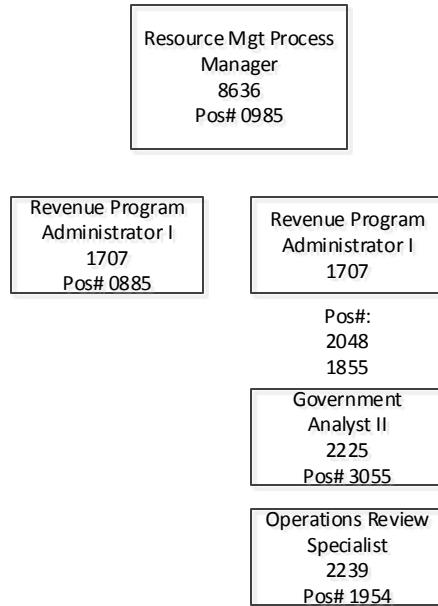 Resource Mgt Process
Manager
8636
Pos# 0985
Revenue Program
Administrator I
1707
Pos# 0885
Revenue Program
Administrator I
1707
Pos#:
2048
1855
Government
Analyst II
2225
Pos# 3055
Operations Review
Specialist
2239
Pos# 1954